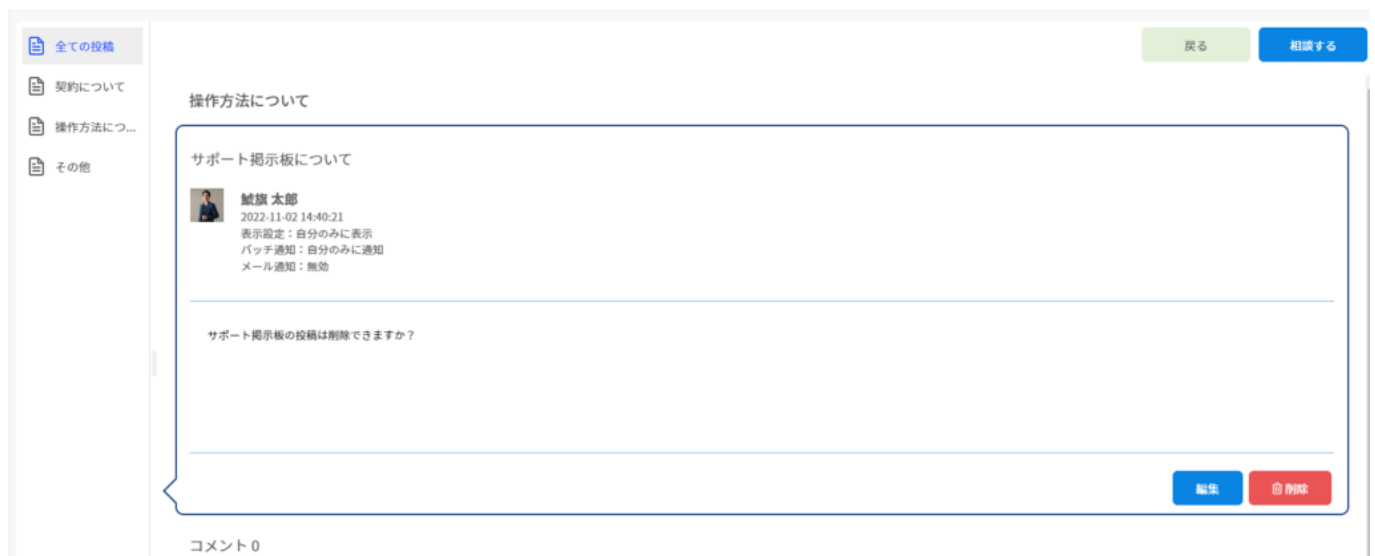 全ての投稿
契約について
操作方法につ...
その他
戻る
相談する
操作方法について
サポート掲示板について
鯱旗 太郎
2022-11-02 14:40:21
表示設定：自分のみに表示
バッチ通知：自分のみに通知
メール通知：無効
サポート掲示板の投稿は削除できますか？
編集
削除
コメント 0